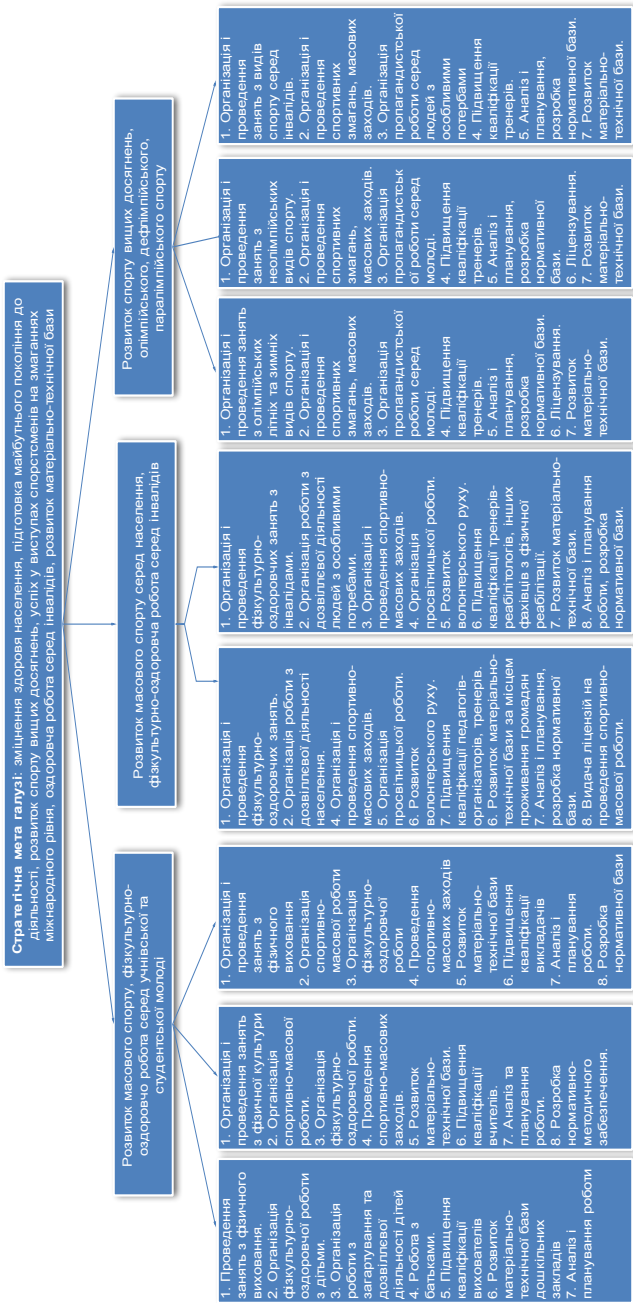 Стратегічна мета галузі: зміцнення здоровя населення, підготовка майбутнього покоління до
діяльності, розвиток спорту вищих досягнень, успіх у виступах спортсменів на змаганнях
міжнародного рівня, оздоровча робота серед інвалідів, розвиток матеріально-технічної бази
Розвиток масового спорту, фізкультурно-
оздоровчо робота серед учнівської та
студентської молоді
Розвиток масового спорту серед населення,
фізкультурно-оздоровча робота серед інвалідів
Розвиток спорту вищих досягнень,
олімпійського, дефлімпійського,
паралімпійського спорту
1. Проведення
занять з фізичного
виховання.
2. Організація
фізкультурно-
оздоровчої роботи
з дітьми.
3. Організація
роботи з
загартування та
дозвіллєвої
діяльності дітей
4. Робота з
батьками.
5. Підвищення
кваліфікації
вихователів
6. Розвиток
матеріально-
технічної бази
дошкільних
закладів
7. Аналіз і
планування роботи
1. Організація і
проведення занять
з фізичної культури
2. Організація
спортивно-масової
роботи.
3. Організація
фізкультурно-
оздоровчої роботи.
4. Проведення
спортивно-масових
заходів.
5. Розвиток
матеріально-
технічної бази.
6. Підвищення
кваліфікації
вчителів.
7. Аналіз та
планування
роботи.
8. Розробка
нормативно-
методичного
забезпечення.
1. Організація і
проведення
занять з
фізичного
виховання
2. Організація
спортивно-
масової роботи
3. Організація
фізкультурно-
оздоровчої
роботи
4. Проведення
спортивно-
масових заходів
5. Розвиток
матеріально-
технічної бази
6. Підвищення
кваліфікації
викладачів
7. Аналіз і
планування
роботи.
8. Розробка
нормативної бази
1. Організація і
проведення
фізкультурно-
оздоровчих занять.
2. Організація роботи з
дозвіллєвої діяльності
населення.
4. Організація і
проведення спортивно-
масових заходів.
5. Організація
просвітницької роботи.
6. Розвиток
волонтерського руху.
7. Підвищення
кваліфікації педагогів-
організаторів, тренерів.
6. Розвиток матеріально-
технічної бази за місцем
проживання громадян
7. Аналіз і планування,
розробка нормативної
бази.
8. Видача ліцензій на
проведення спортивно-
масової роботи.
1. Організація і
проведення
фізкультурно-
оздоровчих занять з
інвалідами.
2. Організація роботи з
дозвіллєвої діяльності
людей з особливими
потребами.
3. Організація і
проведення спортивно-
масових заходів.
4. Організація
просвітницької роботи.
5. Розвиток
волонтерського руху.
6. Підвищення
кваліфікації тренерів-
реабілітологів, інших
фахівців з фізичної
реабілітації.
7. Розвиток матеріально-
технічної бази.
8. Аналіз і планування
роботи, розробка
нормативної бази.
1. Організація і
проведення занять
з олімпійських
літніх та зимніх
видів спорту.
2. Організація і
проведення
спортивних
змагань, масових
заходів.
3. Організація
пропагандистської
роботи серед
молоді.
4. Підвищення
кваліфікації
тренерів.
5. Аналіз і
планування,
розробка
нормативної бази.
6. Ліцензування.
7. Розвиток
матеріально-
технічної бази.
1. Організація і
проведення
занять з
неолімпійських
видів спорту.
2. Організація і
проведення
спортивних
змагань,
масових заходів.
3. Організація
пропагандистськ
ої роботи серед
молоді.
4. Підвищення
кваліфікації
тренерів.
5. Аналіз і
планування,
розробка
нормативної
бази.
6. Ліцензування.
7. Розвиток
матеріально-
технічної бази.
1. Організація і
проведення
занять з видів
спорту серед
інвалідів.
2. Організація і
проведення
спортивних
змагань, масових
заходів.
3. Організація
пропагандистської
роботи серед
людей з
особливими
потербами
4. Підвищення
кваліфікації
тренерів.
5. Аналіз і
планування,
розробка
нормативної бази.
7. Розвиток
матеріально-
технічної бази.